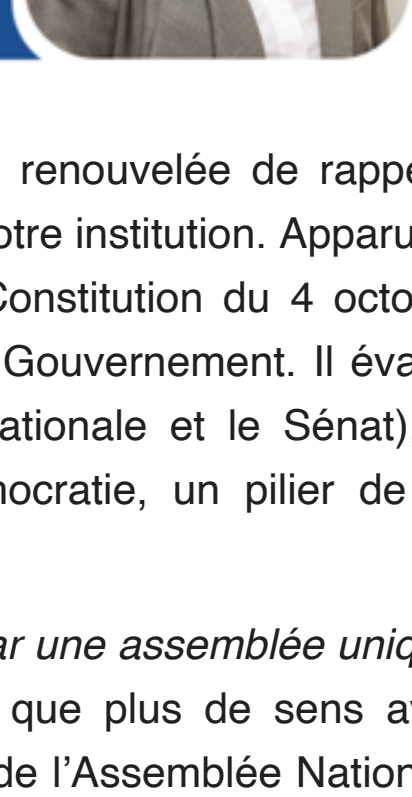 renouvelée de rappe
otre institution. Apparu
Constitution du 4 octo
Gouvernement. Il éva
ationale et le Sénat)
nocratie, un pilier de
ar une assemblée uniq
que plus de sens av
de l’Assemblée Nation